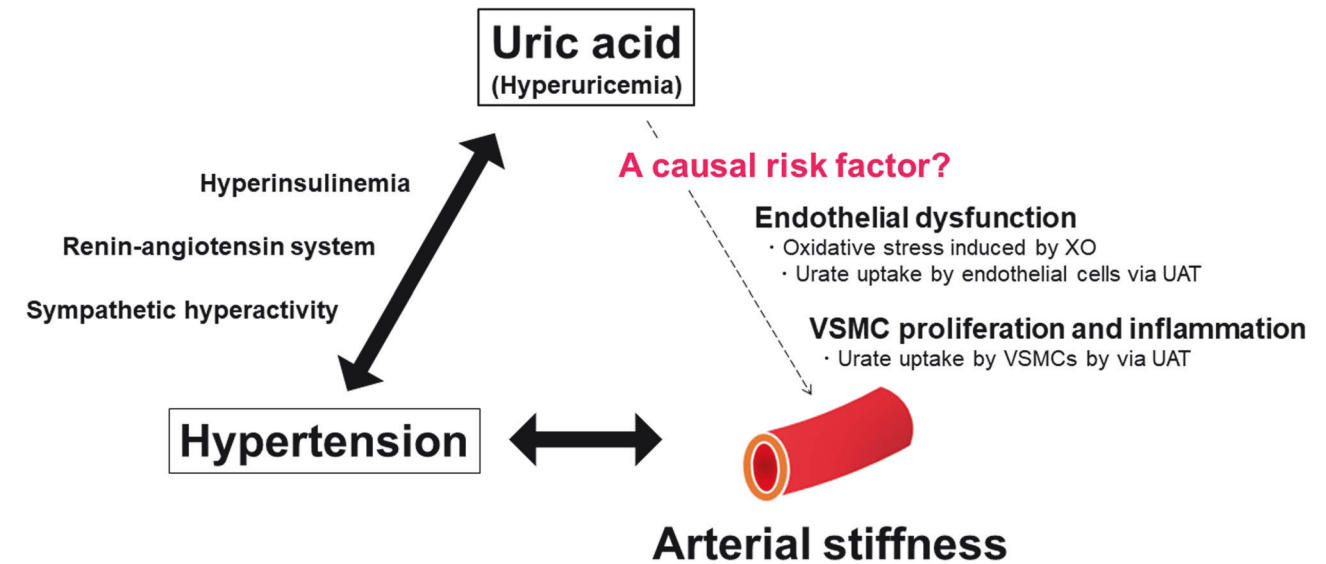 Uric acid
(Hyperuricemia)
A causal risk factor?
Hyperinsulinemia
Renin-angiotensin system
Sympathetic hyperactivity
Endothelial dysfunction
・Oxidative stress induced by XO
・Urate uptake by endothelial cells via UAT
VSMC proliferation and inflammation
・Urate uptake by VSMCs by via UAT
Hypertension
Arterial stiffness